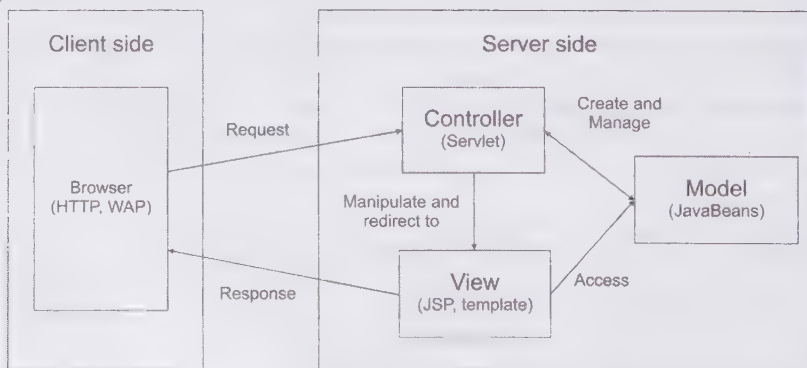 Client side
Server side
Request
Controller
(Servlet)
Create and
Manage
Browser
(HTTP, WAP)
Manipulate and
redirect to
Model
(JavaBeans)
Response
View
(JSP, template)
Access